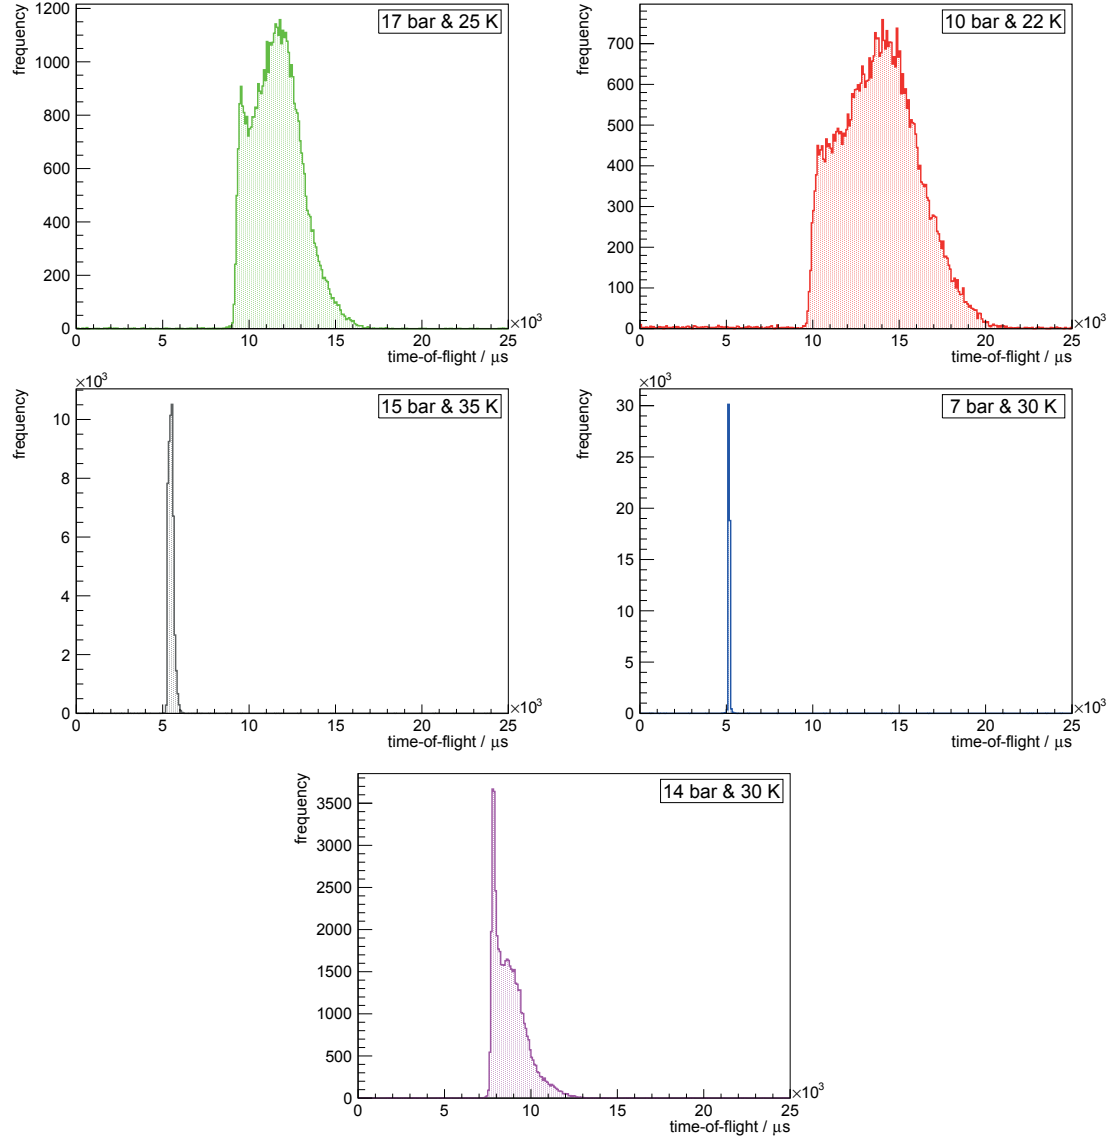 frequency
1200
1000
800
600
400
200
0
17 bar & 25 K
0 5 10 15 20 25
×10³
time-of-flight / μs
frequency
700
600
500
400
300
200
100
0
10 bar & 22 K
0 5 10 15 20 25
×10³
time-of-flight / μs
×10³
frequency
10
8
6
4
2
0
15 bar & 35 K
0 5 10 15 20 25
×10³
time-of-flight / μs
×10³
frequency
30
25
20
15
10
5
0
7 bar & 30 K
0 5 10 15 20 25
×10³
time-of-flight / μs
frequency
3500
3000
2500
2000
1500
1000
500
0
14 bar & 30 K
0 5 10 15 20 25
×10³
time-of-flight / μs